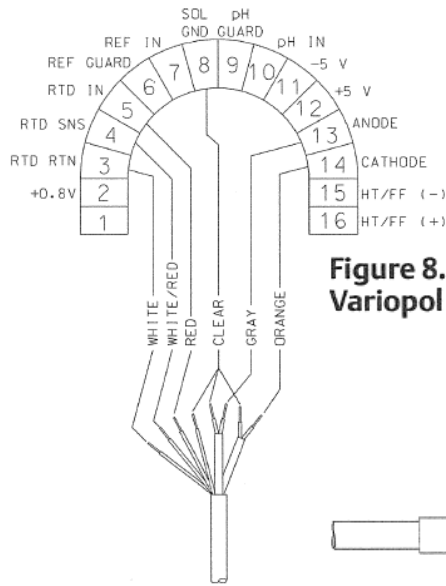 SOL pH
REF IN GND GUARD pH IN
REF GUARD -5 V
RTD IN +5 V
RTD SNS ANODE
RTD RTN CATHODE
+0.8V HT/FF (-)
HT/FF (+)
1
2
3
4
5
6
7
8
9
10
11
12
13
14
15
16
WHITE
WHITE/RED
RED
CLEAR
GRAY
ORANGE
Figure 8.
Variopol